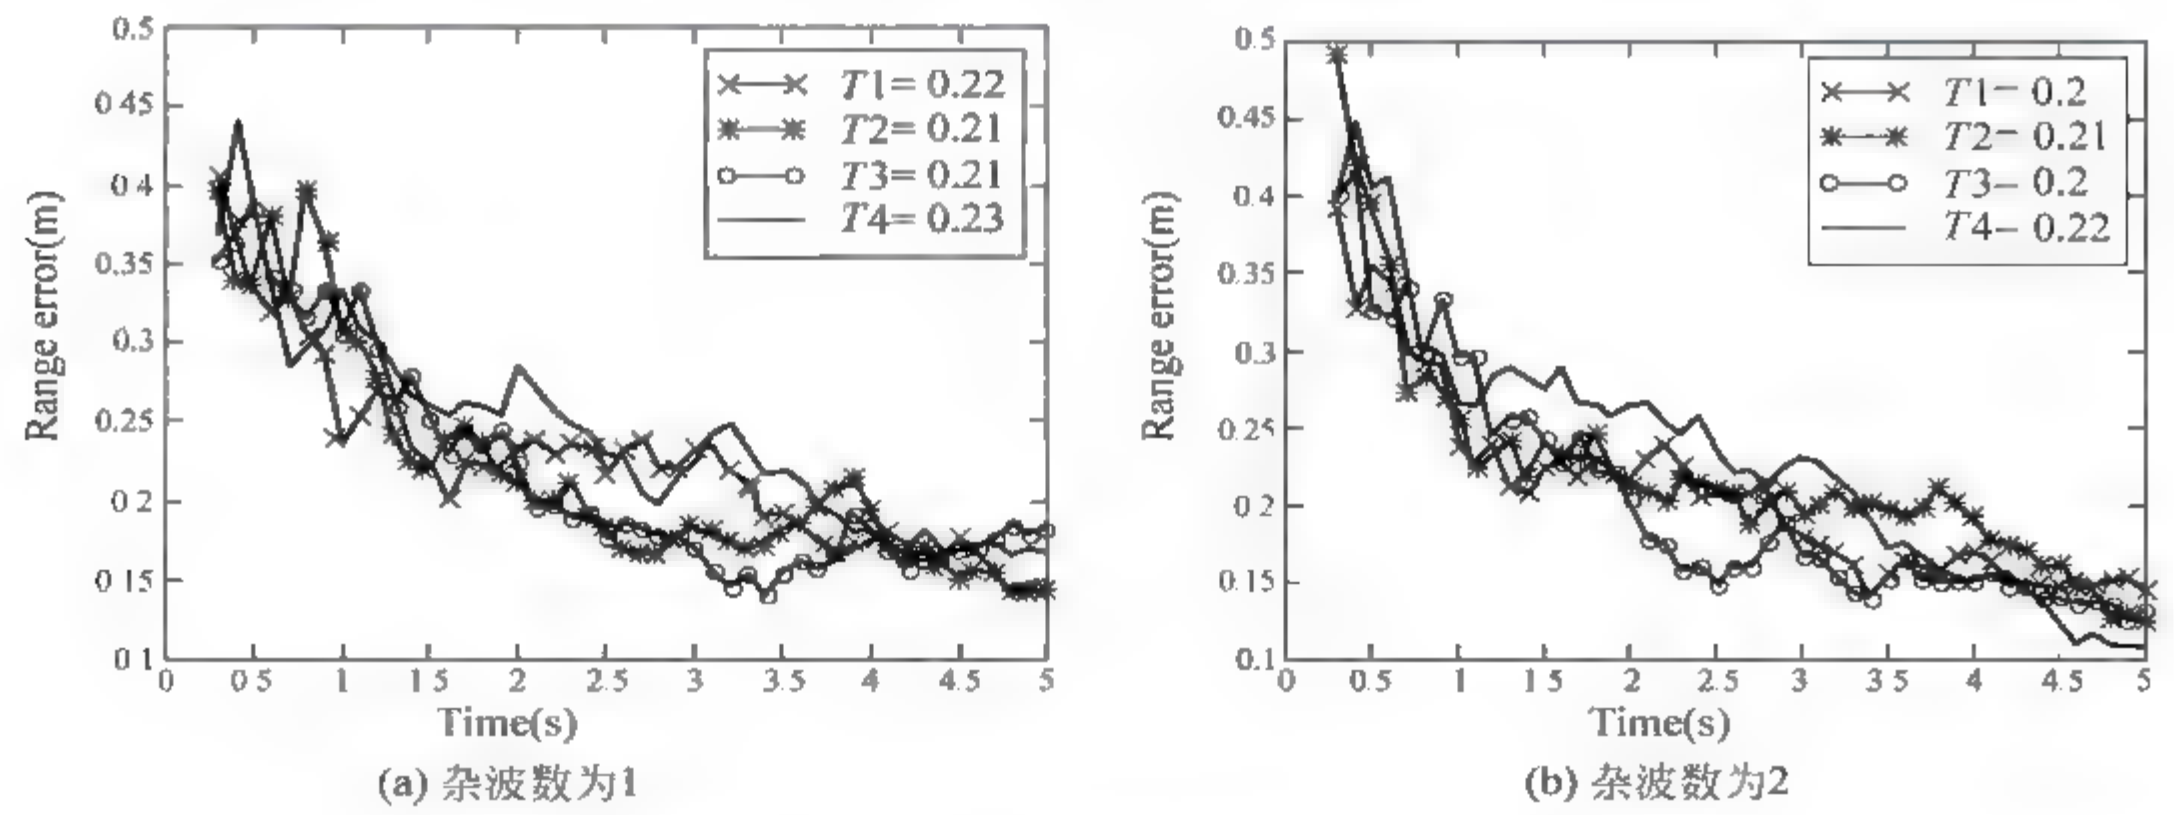 0.5
0.45
0.4
0.35
0.3
0.25
0.2
0.15
0.1
Range error(m)
T1= 0.22
T2= 0.21
T3= 0.21
T4= 0.23
0 0.5 1 1.5 2 2.5 3 3.5 4 4.5 5
Time(s)
(a) 杂波数为1
0.5
0.45
0.4
0.35
0.3
0.25
0.2
0.15
0.1
Range error(m)
T1– 0.2
T2– 0.21
T3– 0.2
T4– 0.22
0 0.5 1 1.5 2 2.5 3 3.5 4 4.5 5
Time(s)
(b) 杂波数为2